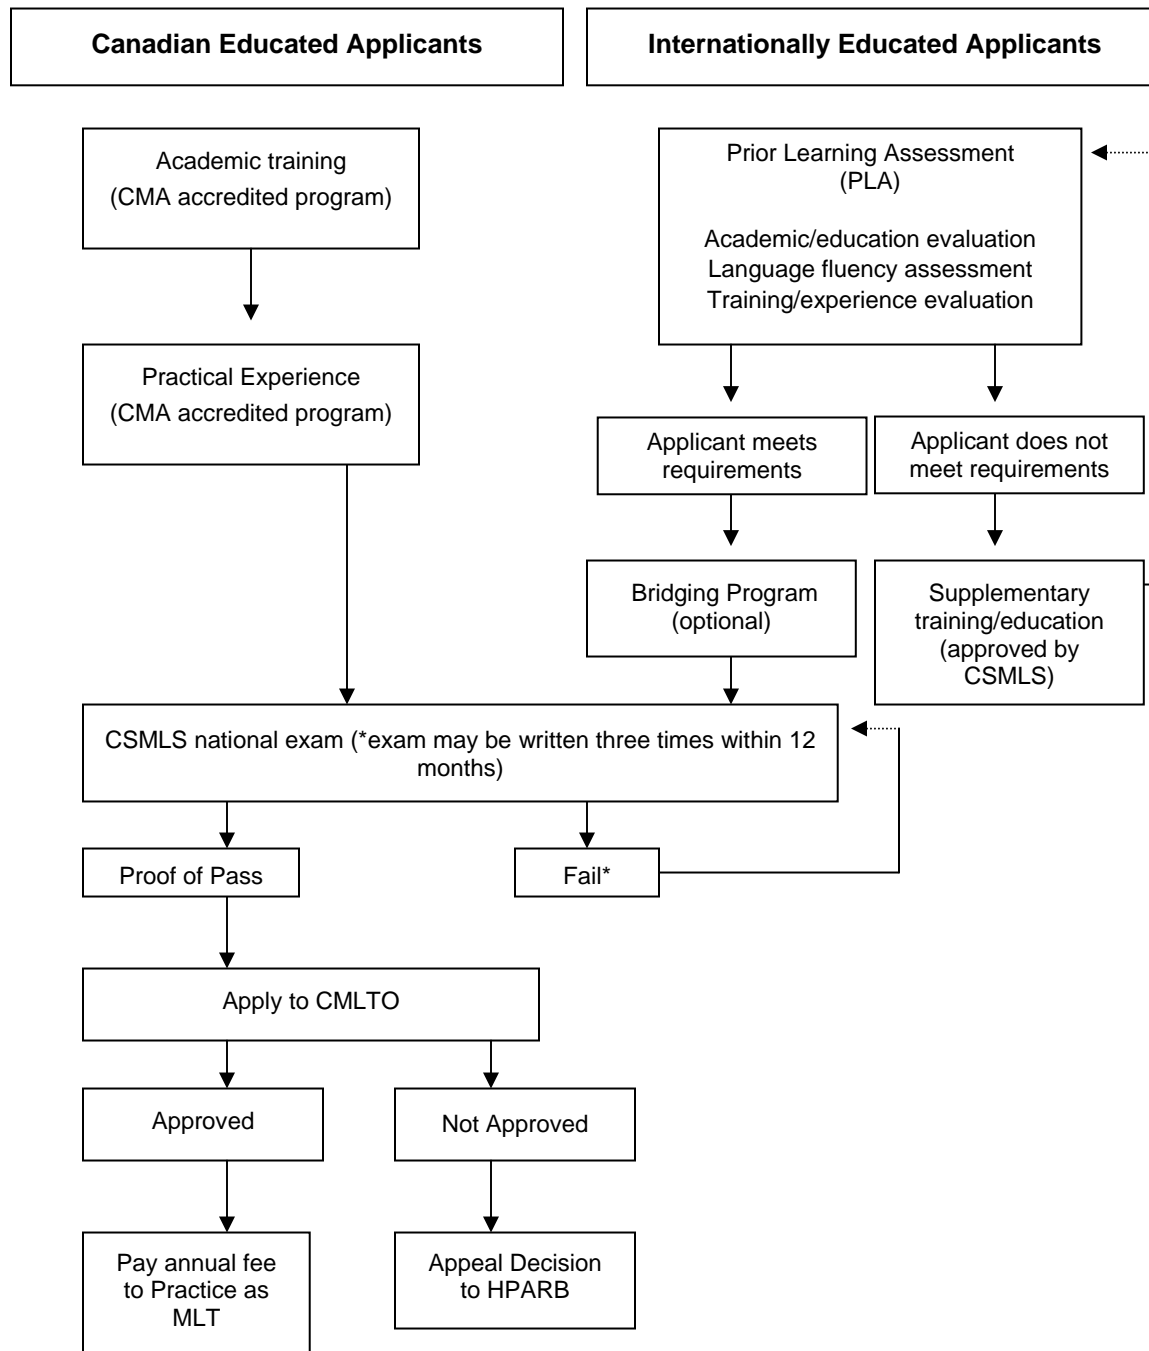 Canadian Educated Applicants
Internationally Educated Applicants
Academic training
(CMA accredited program)
Prior Learning Assessment
(PLA)
Academic/education evaluation
Language fluency assessment
Training/experience evaluation
Practical Experience
(CMA accredited program)
Applicant meets
requirements
Applicant does not
meet requirements
Bridging Program
(optional)
Supplementary
training/education
(approved by
CSMLS)
CSMLS national exam (*exam may be written three times within 12
months)
Proof of Pass
Fail*
Apply to CMLTO
Approved
Not Approved
Pay annual fee
to Practice as
MLT
Appeal Decision
to HPARB